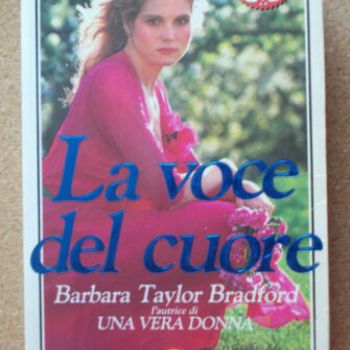 La voce
del cuore
Barbara Taylor Bradford
l'autrice di
UNA VERA DONNA